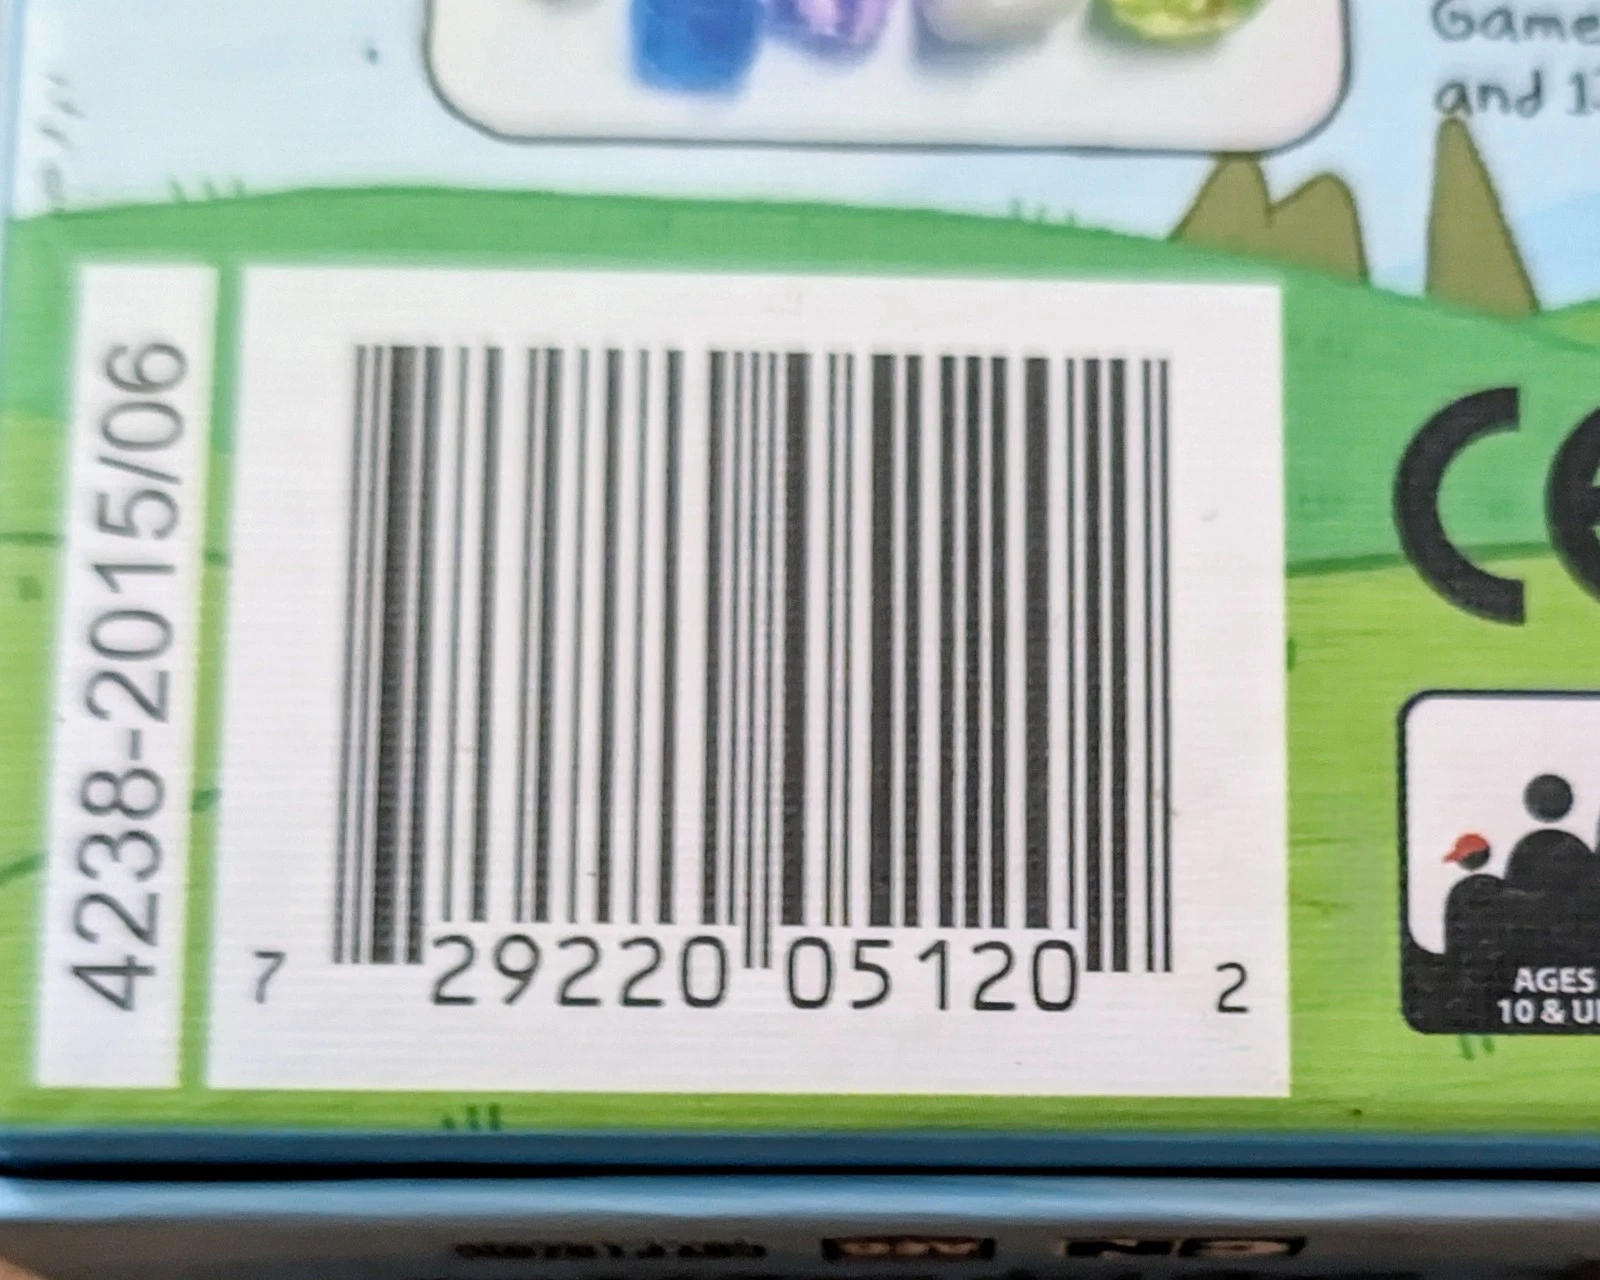 Game
and 1
4238-2015/06
7 29220 05120 2
CE
AGES
10 & U